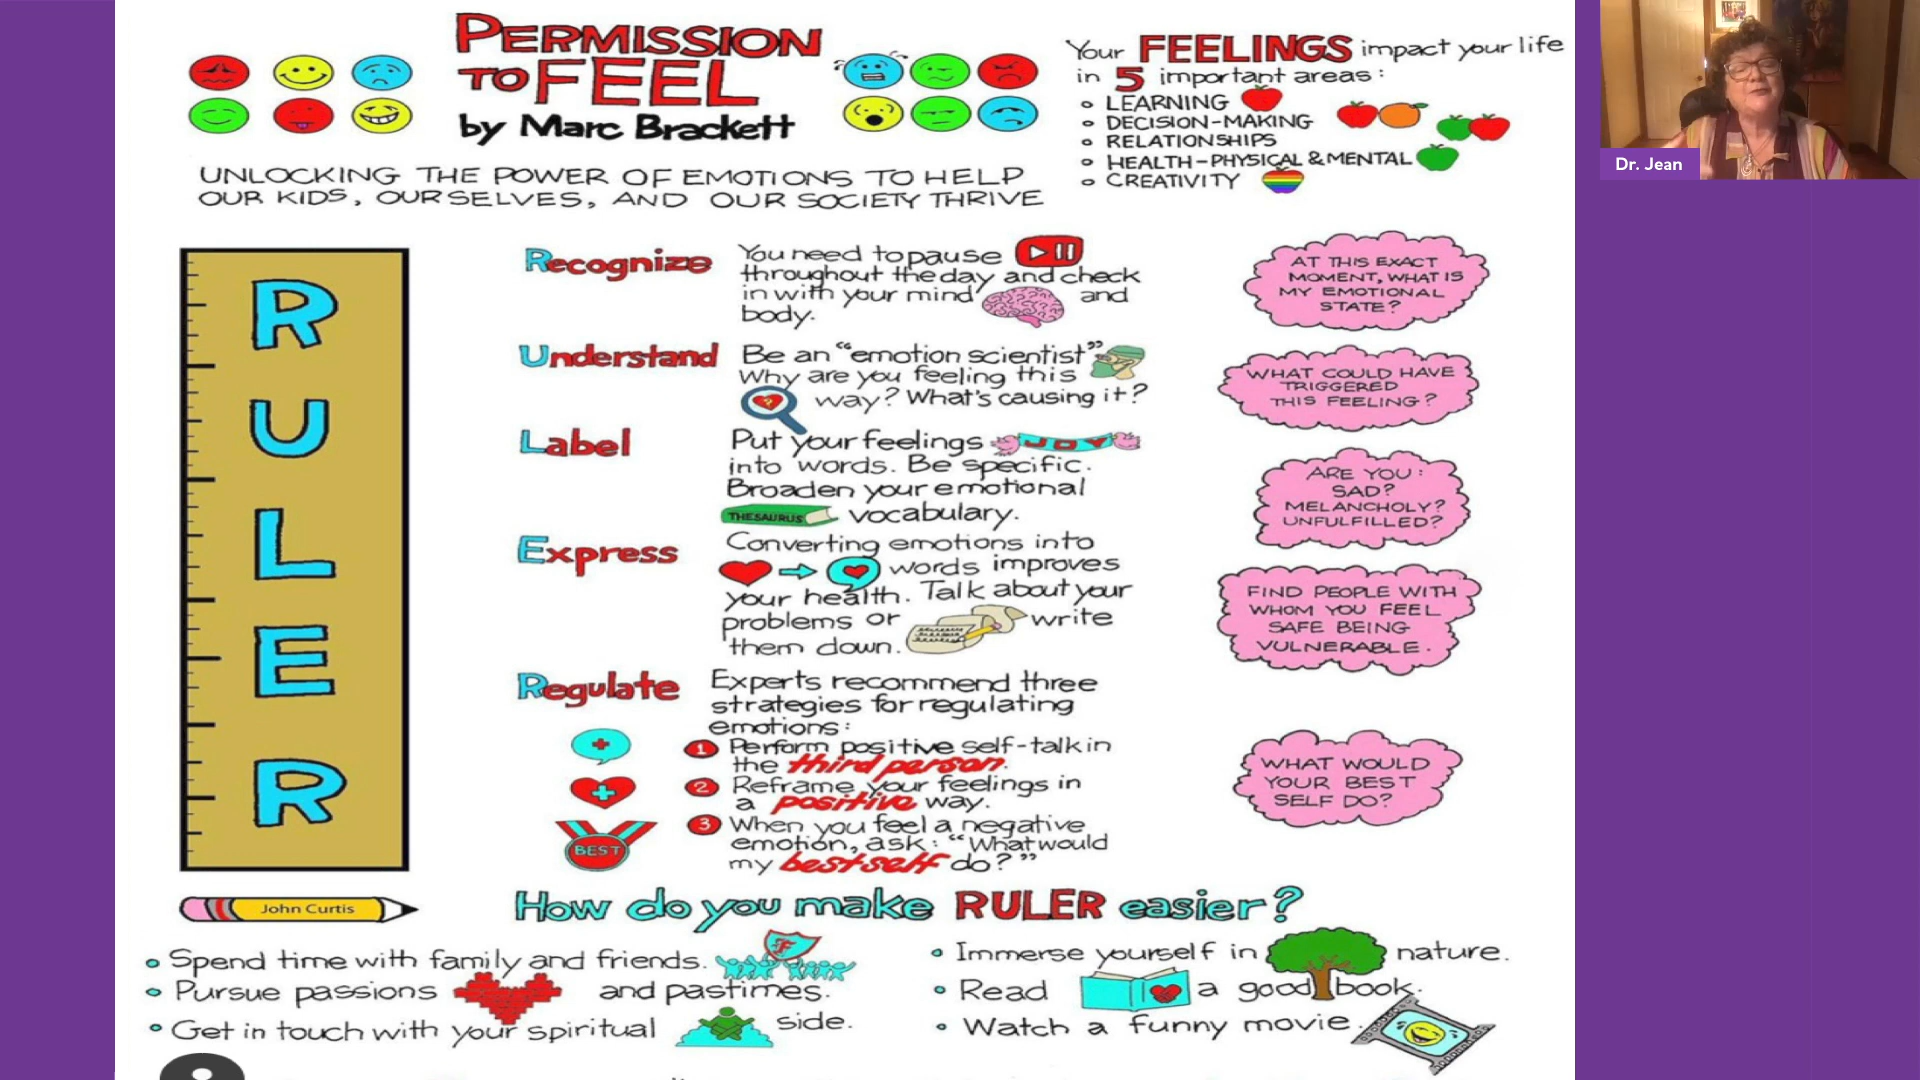 PERMISSION
TO FEEL
by Marc Brackett
UNLOCKING THE POWER OF EMOTIONS TO HELP
OUR KIDS, OURSELVES, AND OUR SOCIETY THRIVE
Your FEELINGS impact your life
in 5 important areas:
• LEARNING
• DECISION-MAKING
• RELATIONSHIPS
• HEALTH-PHYSICAL & MENTAL
• CREATIVITY
Dr. Jean
R
U
L
E
R
Recognize
You need to pause
throughout the day and check
in with your mind and
body.
AT THIS EXACT
MOMENT, WHAT IS
MY EMOTIONAL
STATE?
Understand
Be an “emotion scientist”
Why are you feeling this
way? What's causing it?
WHAT COULD HAVE
TRIGGERED
THIS FEELING?
Label
Put your feelings JOY
into words. Be specific.
Broaden your emotional
THESAURUS vocabulary.
ARE YOU:
SAD?
MELANCHOLY?
UNFULFILLED?
Express
Converting emotions into
words improves
your health. Talk about your
problems or write
them down.
FIND PEOPLE WITH
WHOM YOU FEEL
SAFE BEING
VULNERABLE.
Regulate
Experts recommend three
strategies for regulating
emotions:
1 Perform positive self-talk in
the third person.
2 Reframe your feelings in
a positive way.
3 When you feel a negative
emotion, ask: “What would
my best self do?”
BEST
WHAT WOULD
YOUR BEST
SELF DO?
John Curtis
How do you make RULER easier?
• Spend time with family and friends.
F
• Pursue passions and pastimes.
• Get in touch with your spiritual side.
• Immerse yourself in nature.
• Read a good book.
• Watch a funny movie.